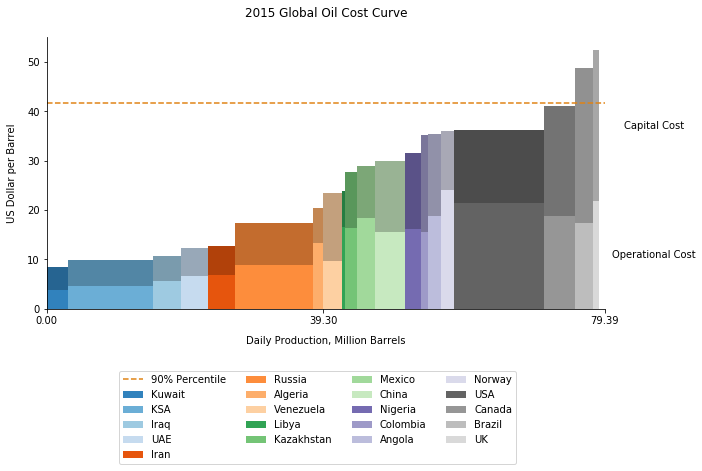 2015 Global Oil Cost Curve
US Dollar per Barrel
50
40
30
20
10
0
0.00 39.30 79.39
Daily Production, Million Barrels
Capital Cost
Operational Cost
90% Percentile Russia Mexico Norway
Kuwait Algeria China USA
KSA Venezuela Nigeria Canada
Iraq Libya Colombia Brazil
UAE Kazakhstan Angola UK
Iran